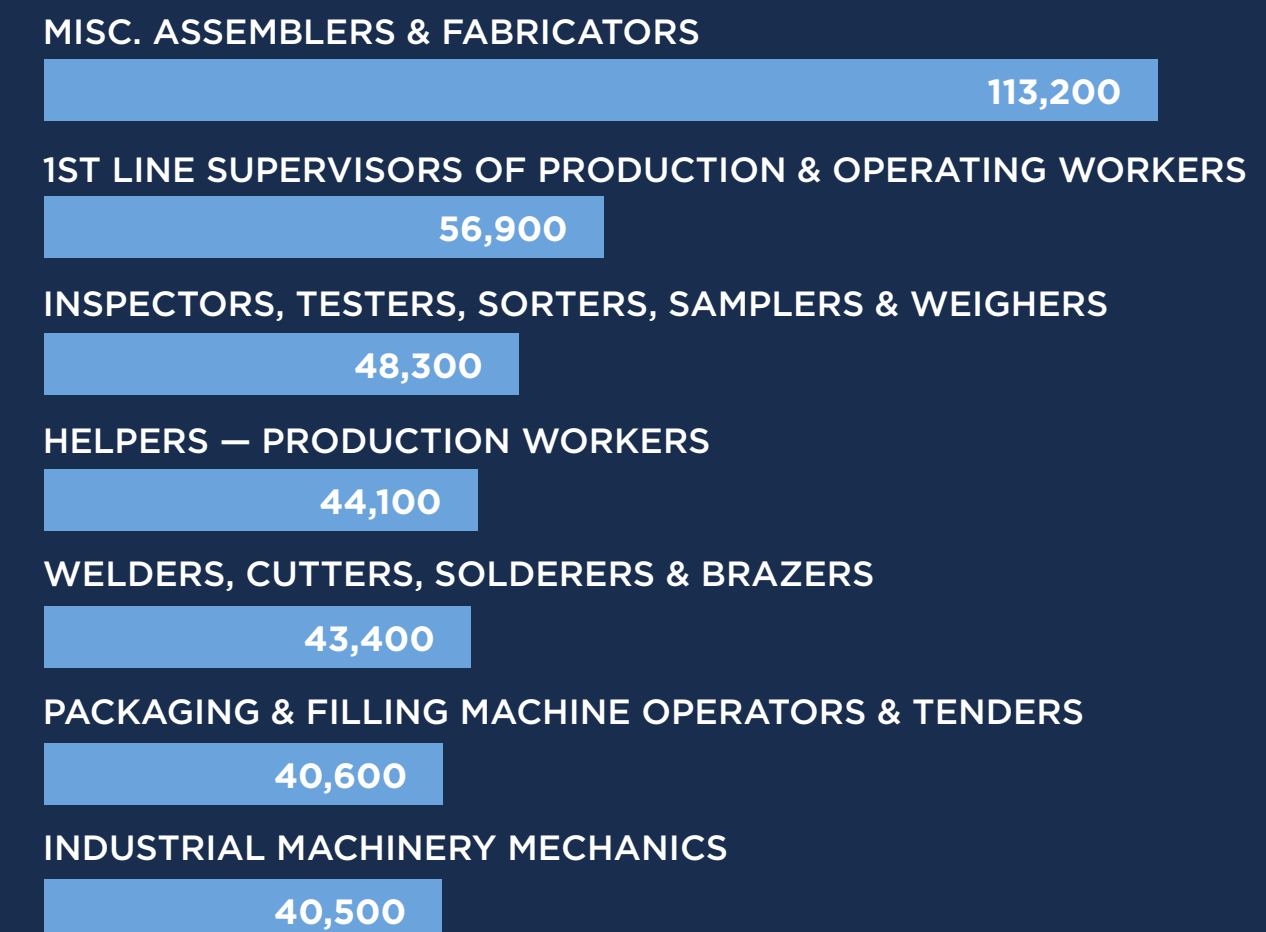 MISC. ASSEMBLERS & FABRICATORS
113,200
1ST LINE SUPERVISORS OF PRODUCTION & OPERATING WORKERS
56,900
INSPECTORS, TESTERS, SORTERS, SAMPLERS & WEIGHERS
48,300
HELPERS — PRODUCTION WORKERS
44,100
WELDERS, CUTTERS, SOLDERERS & BRAZERS
43,400
PACKAGING & FILLING MACHINE OPERATORS & TENDERS
40,600
INDUSTRIAL MACHINERY MECHANICS
40,500